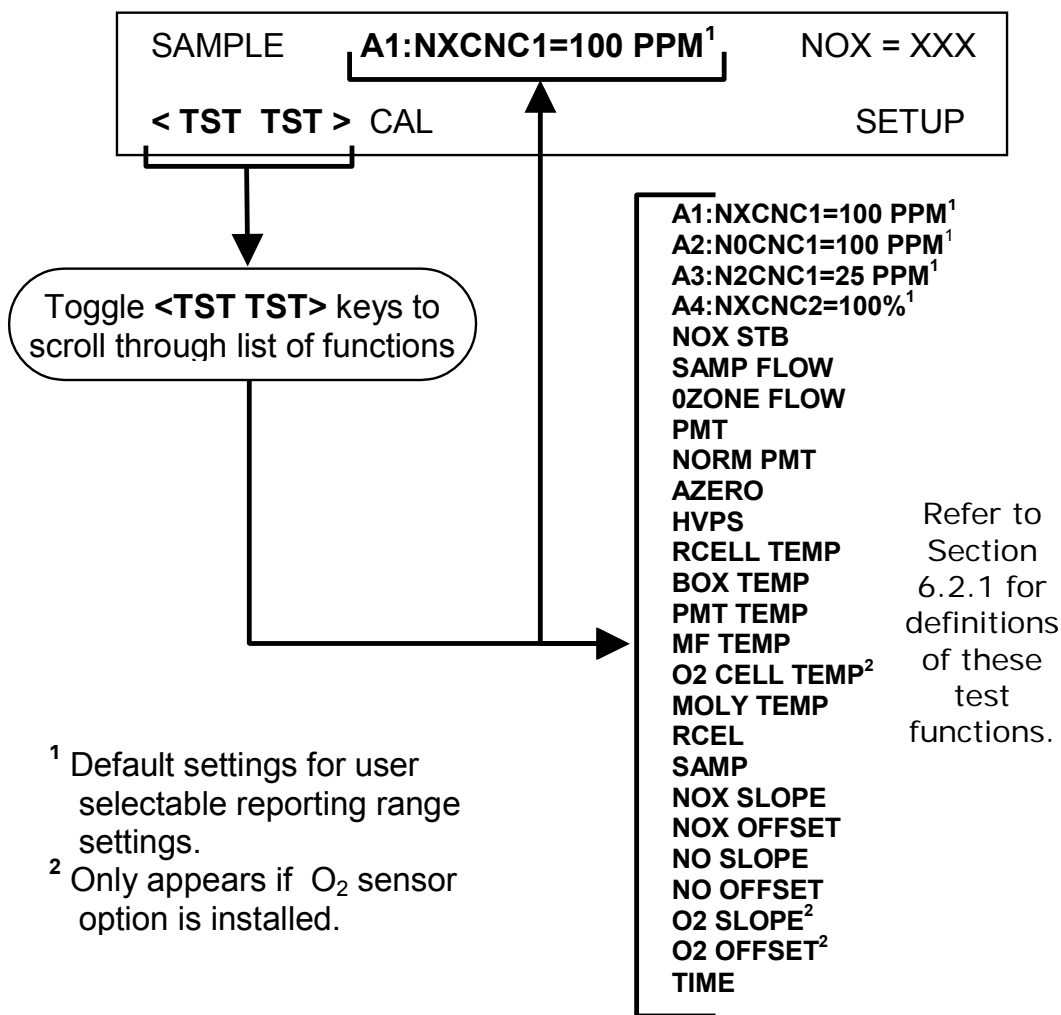 SAMPLE A1:NXCNC1=100 PPM¹ NOX = XXX
< TST TST > CAL SETUP
Toggle <TST TST> keys to
scroll through list of functions
A1:NXCNC1=100 PPM¹
A2:N0CNC1=100 PPM¹
A3:N2CNC1=25 PPM¹
A4:NXCNC2=100%¹
NOX STB
SAMP FLOW
0ZONE FLOW
PMT
NORM PMT
AZERO
HVPS
RCELL TEMP
BOX TEMP
PMT TEMP
MF TEMP
O2 CELL TEMP²
MOLY TEMP
RCEL
SAMP
NOX SLOPE
NOX OFFSET
NO SLOPE
NO OFFSET
O2 SLOPE²
O2 OFFSET²
TIME
Refer to
Section
6.2.1 for
definitions
of these
test
functions.
¹ Default settings for user
selectable reporting range
settings.
² Only appears if O₂ sensor
option is installed.